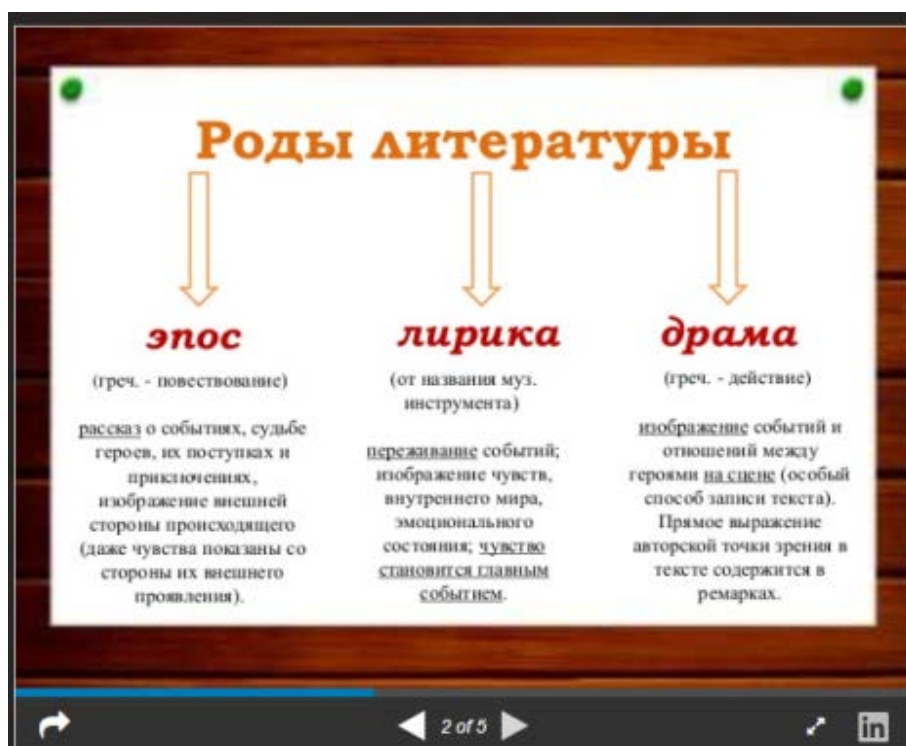 Роды литературы
эпос
(греч. - повествование)
рассказ о событиях, судьбе
героев, их поступках и
приключениях,
изображение внешней
стороны происходящего
(даже чувства показаны со
стороны их внешнего
проявления).
лирика
(от названия муз.
инструмента)
переживание событий;
изображение чувств,
внутреннего мира,
эмоционального
состояния; чувство
становится главным
событием.
драма
(греч. - действие)
изображение событий и
отношений между
героями на сцене (особый
способ записи текста).
Прямое выражение
авторской точки зрения в
тексте содержится в
ремарках.
2 of 5
in